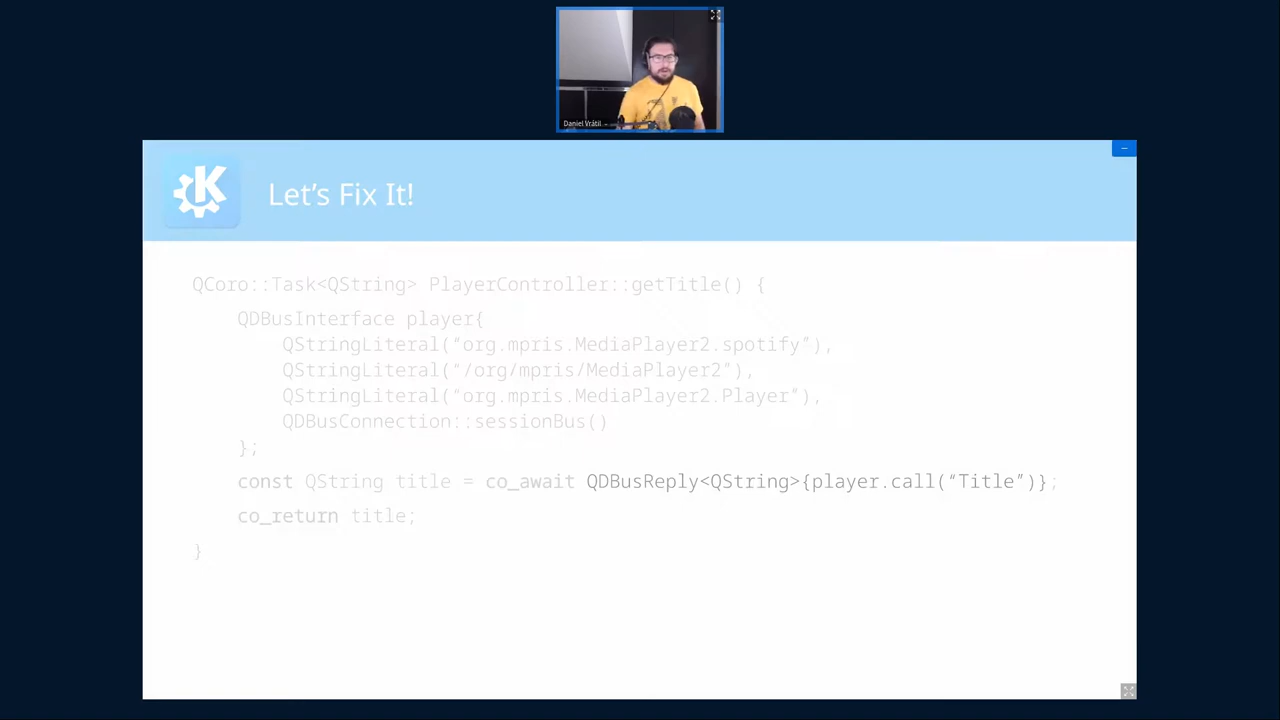 Daniel Vrátil
Let's Fix It!
QCoro::Task<QString> PlayerController::getTitle() {
QDBusInterface player{
QStringLiteral("org.mpris.MediaPlayer2.spotify"),
QStringLiteral("/org/mpris/MediaPlayer2"),
QStringLiteral("org.mpris.MediaPlayer2.Player"),
QDBusConnection::sessionBus()
};
const QString title = co_await QDBusReply<QString>{player.call(“Title”)};
co_return title;
}